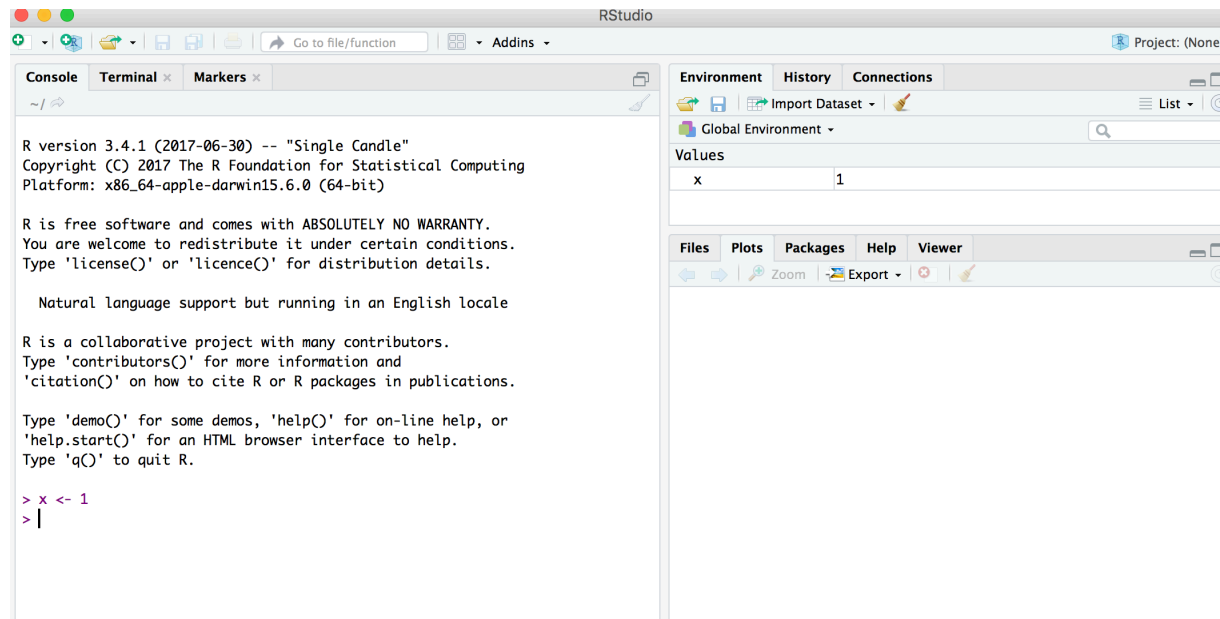 RStudio
Go to file/function Addins Project: (None
Console Terminal Markers
~/
R version 3.4.1 (2017-06-30) -- "Single Candle"
Copyright (C) 2017 The R Foundation for Statistical Computing
Platform: x86_64-apple-darwin15.6.0 (64-bit)
R is free software and comes with ABSOLUTELY NO WARRANTY.
You are welcome to redistribute it under certain conditions.
Type 'license()' or 'licence()' for distribution details.
Natural language support but running in an English locale
R is a collaborative project with many contributors.
Type 'contributors()' for more information and
'citation()' on how to cite R or R packages in publications.
Type 'demo()' for some demos, 'help()' for on-line help, or
'help.start()' for an HTML browser interface to help.
Type 'q()' to quit R.
> x <- 1
>
Environment History Connections
Import Dataset List
Global Environment
Values
x 1
Files Plots Packages Help Viewer
Zoom Export